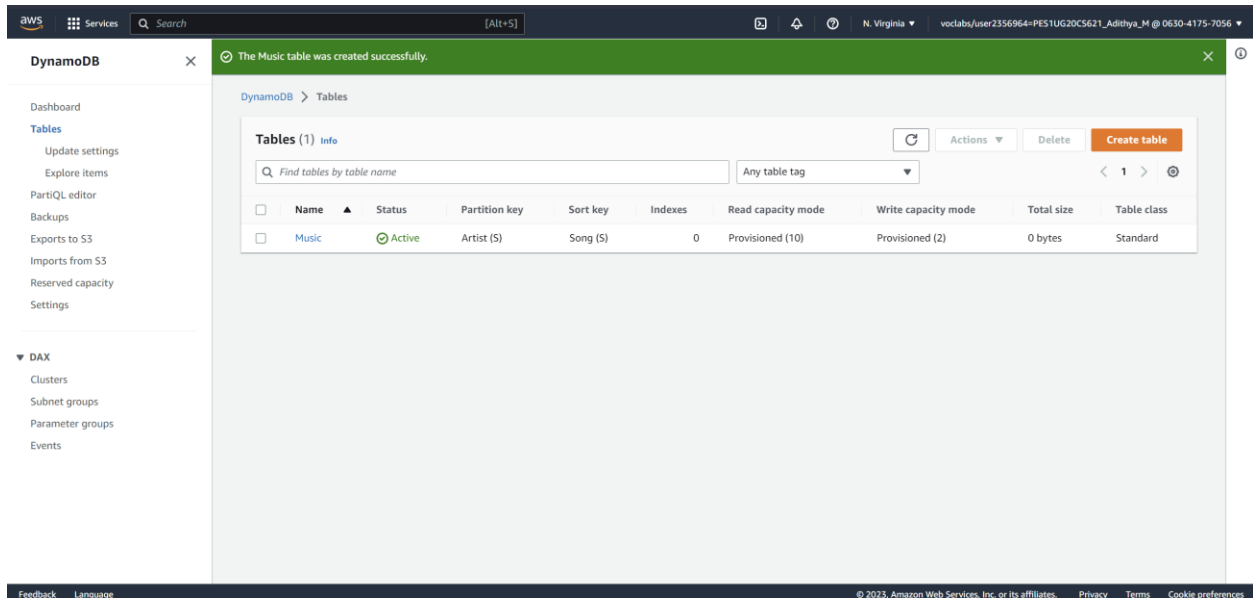 aws Services Search [Alt+S] N. Virginia voclabs/user2356964=PES1UG20CS621_Adithya_M @ 0630-4175-7056
DynamoDB
The Music table was created successfully.
Dashboard
Tables
Update settings
Explore items
PartiQL editor
Backups
Exports to S3
Imports from S3
Reserved capacity
Settings
DAX
Clusters
Subnet groups
Parameter groups
Events
DynamoDB > Tables
Tables (1) Info Actions Delete Create table
Find tables by table name Any table tag 1
Name Status Partition key Sort key Indexes Read capacity mode Write capacity mode Total size Table class
Music Active Artist (S) Song (S) 0 Provisioned (10) Provisioned (2) 0 bytes Standard
Feedback Language © 2023, Amazon Web Services, Inc. or its affiliates. Privacy Terms Cookie preferences